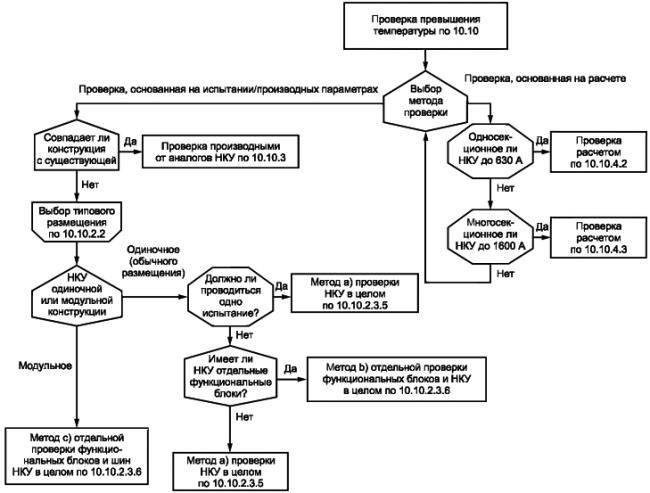 Проверка превышения
температуры по 10.10
Проверка, основанная на испытании/производных параметрах
Выбор
метода
проверки
Проверка, основанная на расчете
Совпадает ли
конструкция
с существующей
Да
Проверка производными
от аналогов НКУ по 10.10.3
Односек-
ционное ли
НКУ до 630 А
Да
Проверка
расчетом
по 10.10.4.2
Нет
Нет
Выбор типового
размещения
по 10.10.2.2
Многосек-
ционное ли
НКУ до 1600 А
Да
Проверка
расчетом
по 10.10.4.3
Нет
НКУ
одиночной
или модульной
конструкции
Одиночное
(обычного
размещения)
Должно ли
проводиться
одно
испытание?
Да
Метод а) проверки
НКУ в целом
по 10.10.2.3.5
Нет
Модульное
Имеет ли
НКУ отдельные
функциональные
блоки?
Да
Метод b) отдельной проверки
функциональных блоков и НКУ
в целом по 10.10.2.3.6
Нет
Метод с) отдельной
проверки функцио-
нальных блоков и шин
НКУ в целом по 10.10.2.3.6
Метод а) проверки
НКУ в целом
по 10.10.2.3.5